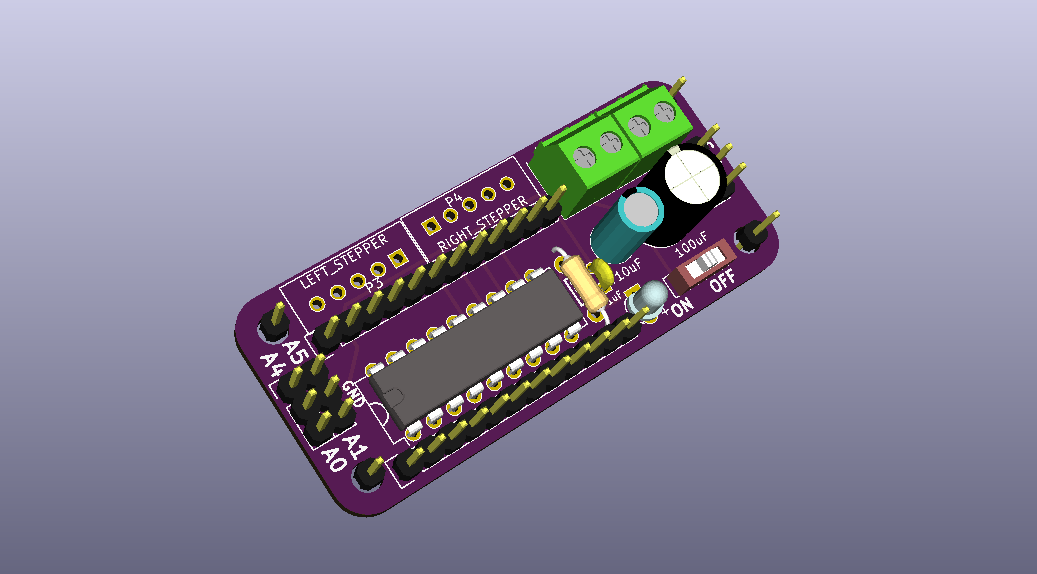 P4
RIGHT_STEPPER
LEFT_STEPPER
P3
100uF
10uF
OFF
+ ON
A5
A4
GND
A1
A0